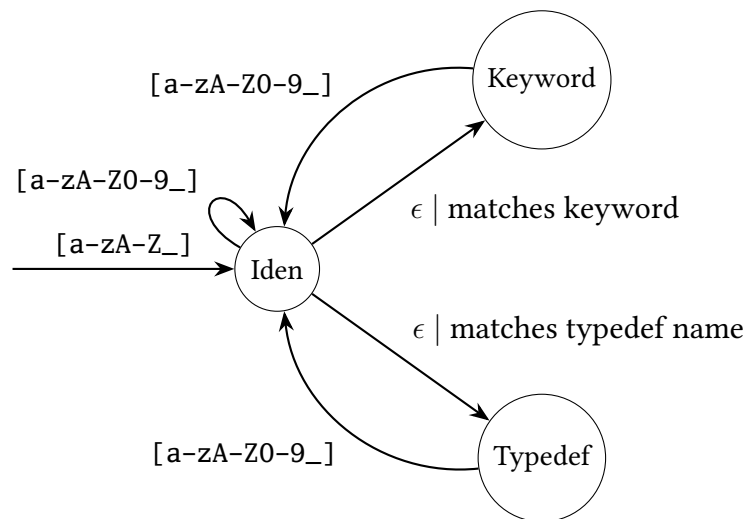 Keyword
[a-zA-Z0-9_]
[a-zA-Z0-9_]
ϵ | matches keyword
[a-zA-Z_]
Iden
ϵ | matches typedef name
[a-zA-Z0-9_]
Typedef